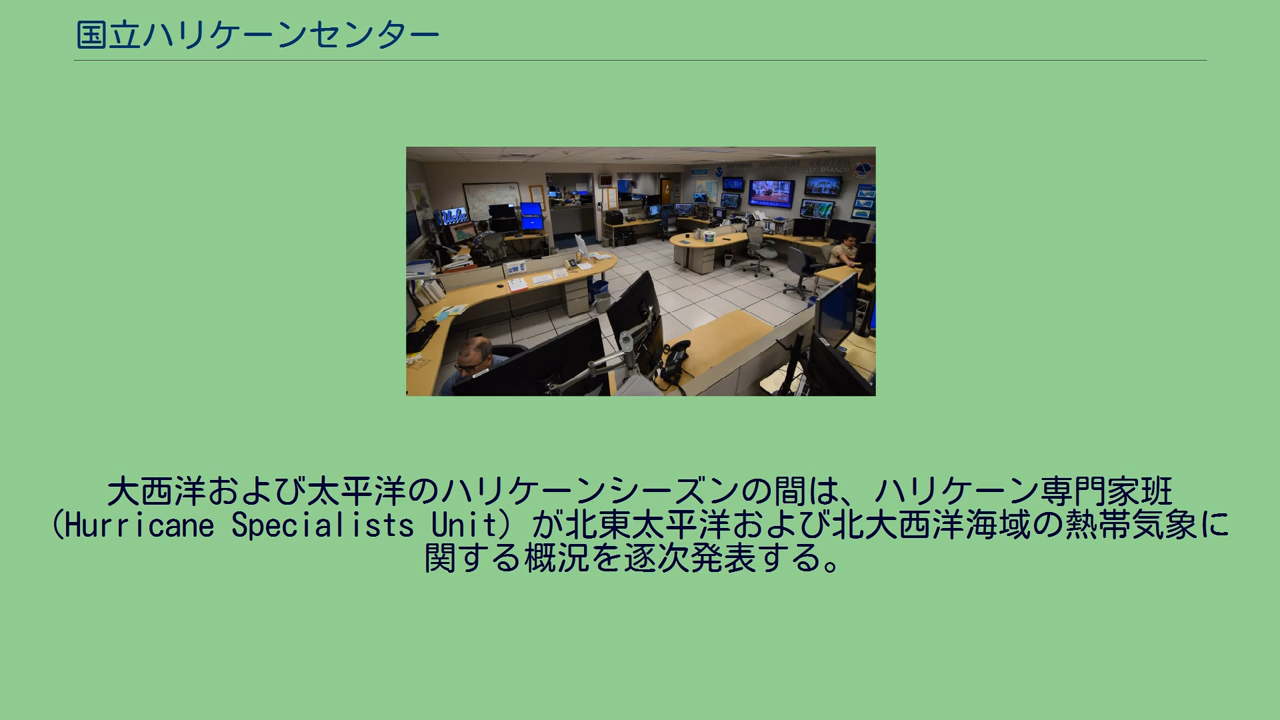 国立ハリケーンセンター
大西洋および太平洋のハリケーンシーズンの間は、ハリケーン専門家班
(Hurricane Specialists Unit) が北東太平洋および北大西洋海域の熱帯気象に
関する概況を逐次発表する。